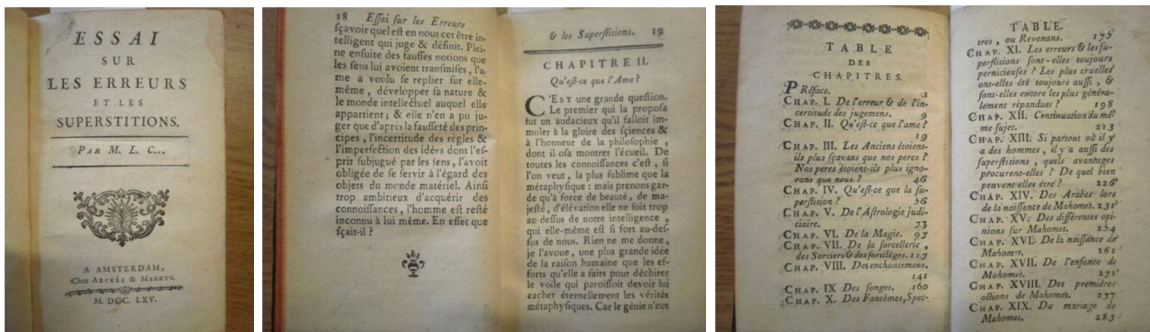 ESSAI
SUR
LES ERREURS
ET LES
SUPERSTITIONS.
PAR M. L. C...
A AMSTERDAM,
Chez ARCKÉE & MERKUS.
M. DCC. LXV.
18 Essai sur les Erreurs
sçavoir quel est en nous cet être in-
telligent qui juge & définit. Plei-
ne ensuite des fausses notions que
les sens lui avoient transmises, l'a-
me a voulu se replier sur elle-
même, développer sa nature &
le monde intellectuel auquel elle
appartient ; & elle n'en a pu ju-
ger que d'après la fausseté des prin-
cipes, l'incertitude des règles &
l'imperfection des idées dont l'es-
prit subjugué par les sens, l'avoit
obligée de se servir à l'égard des
objets du monde matériel. Ainsi
trop ambitieux d'acquérir des
connoissances, l'homme est resté
inconnu à lui même. En effet que
sçait-il ?
& les Superstitions. 19
CHAPITRE II.
Qu'est-ce que l'Ame ?
C'EST une grande question.
Le premier qui la proposa
fut un audacieux qu'il falloit im-
moler à la gloire des sçiences &
à l'honneur de la philosophie,
dont il osa montrer l'écueil. De
toutes les connoissances c'est, si
l'on veut, la plus sublime que la
métaphysique : mais prenons gar-
de qu'à force de beauté, de ma-
jesté, d'élévation elle ne soit trop
au dessus de notre intelligence,
qui elle-même est si fort au-des-
sus de nous. Rien ne me donne,
je l'avoue, une plus grande idée
de la raison humaine que les ef-
forts qu'elle a faits pour déchirer
le voile qui paroissoit devoir lui
cacher éternellement les vérités
métaphysiques. Car le génie n'eut
TABLE
DES
CHAPITRES.
PRéface. 3
CHAP. I. De l'erreur & de l'in-
certitude des jugemens. 9
CHAP. II. Qu'est-ce que l'ame ?
19
CHAP. III. Les Anciens étoient-
ils plus sçavans que nos peres ?
Nos peres étoient-ils plus igno-
rans que nous ? 46
CHAP. IV. Qu'est-ce que la su-
perstition ? 56
CHAP. V. De l'Astrologie judi-
ciaire. 73
CHAP. VI. De la Magie. 97
CHAP. VII. De la sorcellerie,
des Sorciers & des sortilèges. 117
CHAP. VIII. Des enchantemens.
141
CHAP. IX Des songes. 160
CHAP. X. Des Fantômes, Spec-
TABLE.
tres, ou Revenans. 175
CHAP. XI. Les erreurs & les su-
perstitions sont-elles toujours
pernicieuses ? Les plus cruelles
ont-elles été toujours aussi, &
sont-elles encore les plus généra-
lement répandues ? 198
CHAP. XII. Continuation du mê-
me sujet. 223
CHAP. XIII. Si partout où il y
a des hommes, il y a aussi des
superstitions, quels avantages
procurent-elles ? De quel bien
peuvent-elles être ? 226
CHAP. XIV. Des Arabes lors
de la naissance de Mahomet. 231
CHAP. XV. Des différentes opi-
nions sur Mahomet. 254
CHAP. XVI. De la naissance de
Mahomet. 261
CHAP. XVII. De l'enfance de
Mahomet. 271
CHAP. XVIII. Des premières
actions de Mahomet. 277
CHAP. XIX. Du mariage de
Mahomet. 283